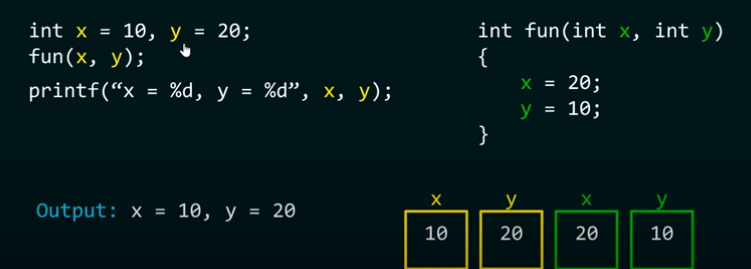 int x = 10, y = 20;
fun(x, y);
printf(“x = %d, y = %d”, x, y);
int fun(int x, int y)
{
x = 20;
y = 10;
}
Output: x = 10, y = 20
x y x y
10 20 20 10